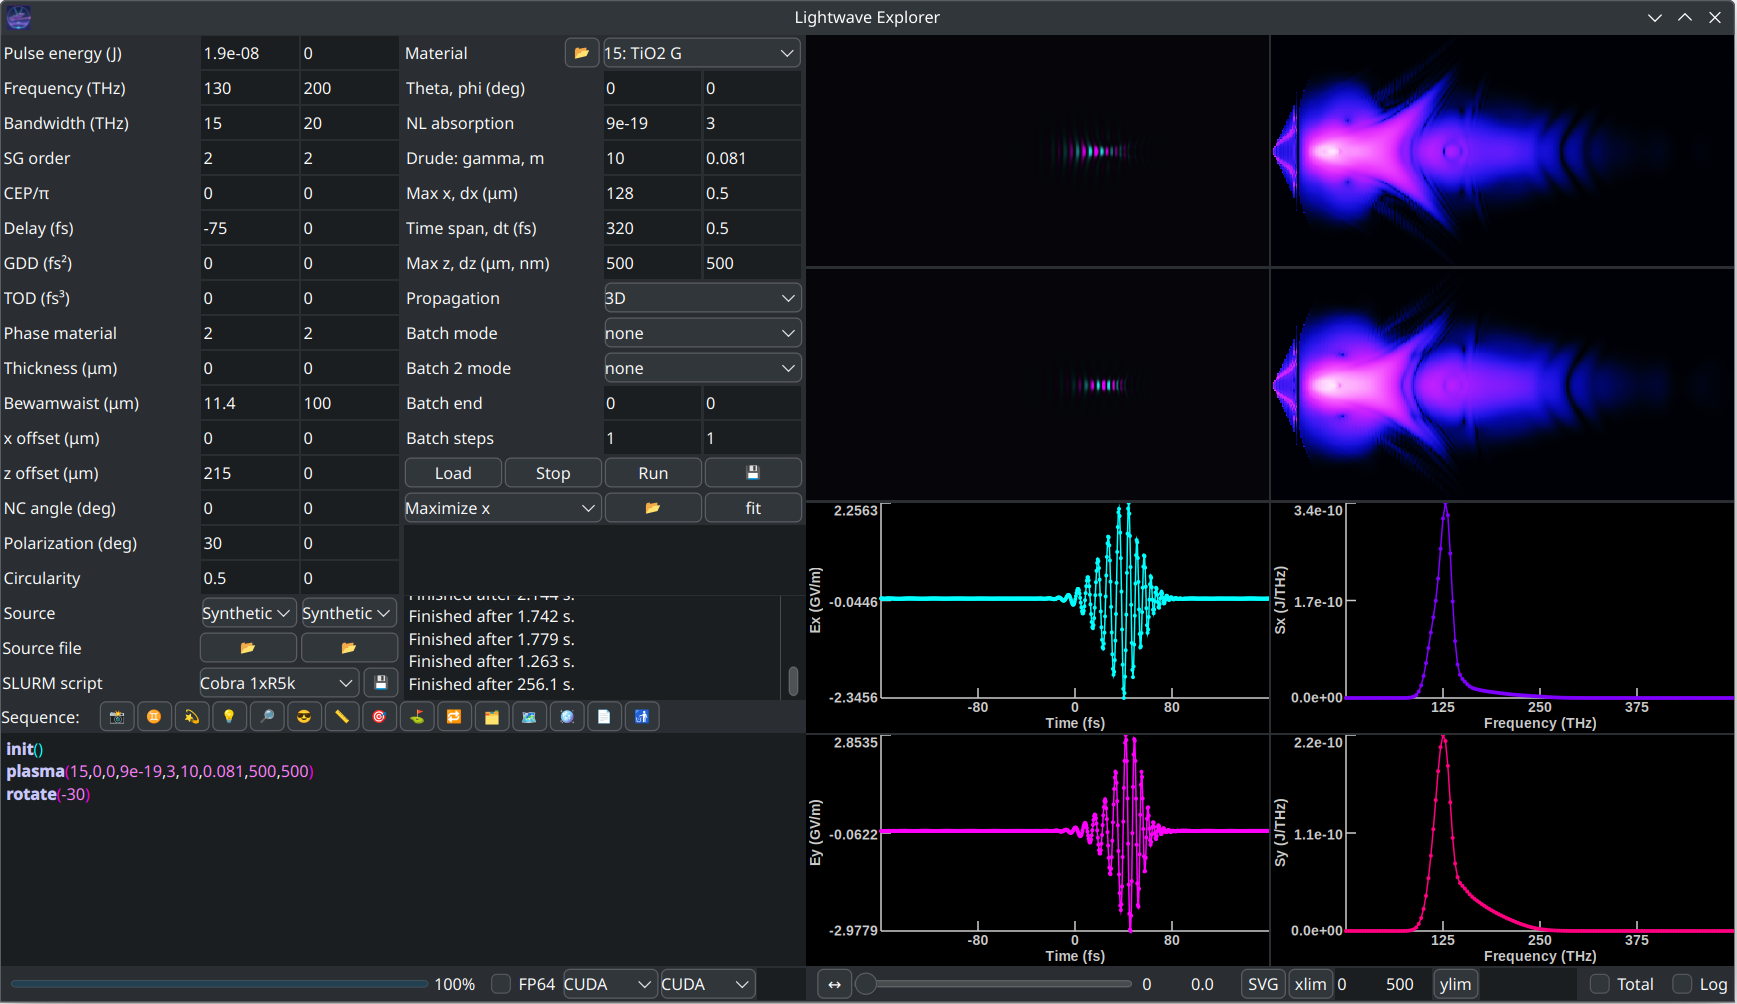 Lightwave Explorer
Pulse energy (J) 1.9e-08 0
Frequency (THz) 130 200
Bandwidth (THz) 15 20
SG order 2 2
CEP/π 0 0
Delay (fs) -75 0
GDD (fs²) 0 0
TOD (fs³) 0 0
Phase material 2 2
Thickness (µm) 0 0
Bewamwaist (µm) 11.4 100
x offset (µm) 0 0
z offset (µm) 215 0
NC angle (deg) 0 0
Polarization (deg) 30 0
Circularity 0.5 0
Source Synthetic Synthetic
Source file
SLURM script Cobra 1xR5k
Material 15: TiO2 G
Theta, phi (deg) 0 0
NL absorption 9e-19 3
Drude: gamma, m 10 0.081
Max x, dx (µm) 128 0.5
Time span, dt (fs) 320 0.5
Max z, dz (µm, nm) 500 500
Propagation 3D
Batch mode none
Batch 2 mode none
Batch end 0 0
Batch steps 1 1
Load Stop Run
Maximize x fit
Finished after 2.144 s.
Finished after 1.742 s.
Finished after 1.779 s.
Finished after 1.263 s.
Finished after 256.1 s.
Sequence:
init()
plasma(15,0,0,9e-19,3,10,0.081,500,500)
rotate(-30)
100% FP64 CUDA CUDA
2.2563
-0.0446
-2.3456
Ex (GV/m)
-80 0 80
Time (fs)
3.4e-10
1.7e-10
0.0e+00
Sx (J/THz)
125 250 375
Frequency (THz)
2.8535
-0.0622
-2.9779
Ey (GV/m)
-80 0 80
Time (fs)
2.2e-10
1.1e-10
0.0e+00
Sy (J/THz)
125 250 375
Frequency (THz)
↔ 0 0.0 SVG xlim 0 500 ylim Total Log